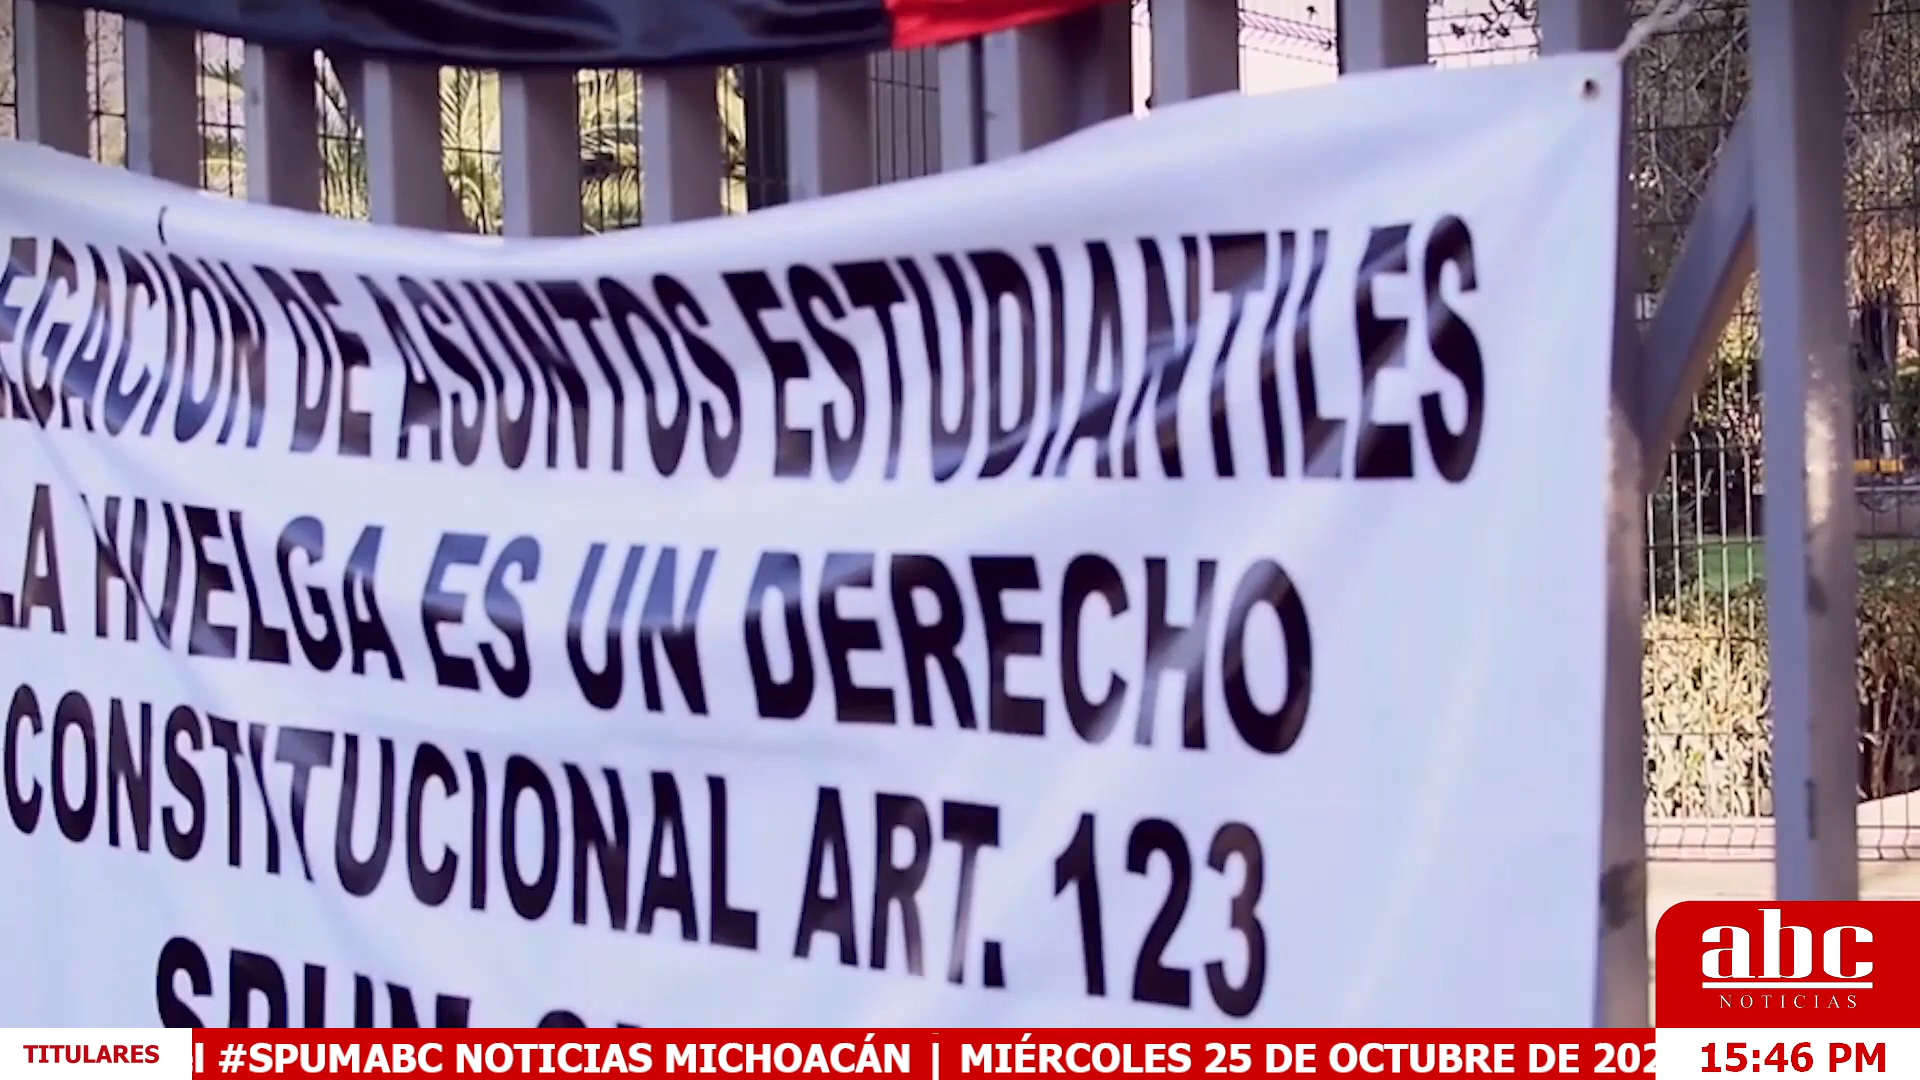 EGACIÓN DE ASUNTOS ESTUDIANTILES
LA HUELGA ES UN DERECHO
CONSTITUCIONAL ART. 123
SPUM
abc
NOTICIAS
TITULARES
#SPUMABC NOTICIAS MICHOACÁN | MIÉRCOLES 25 DE OCTUBRE DE 202
15:46 PM